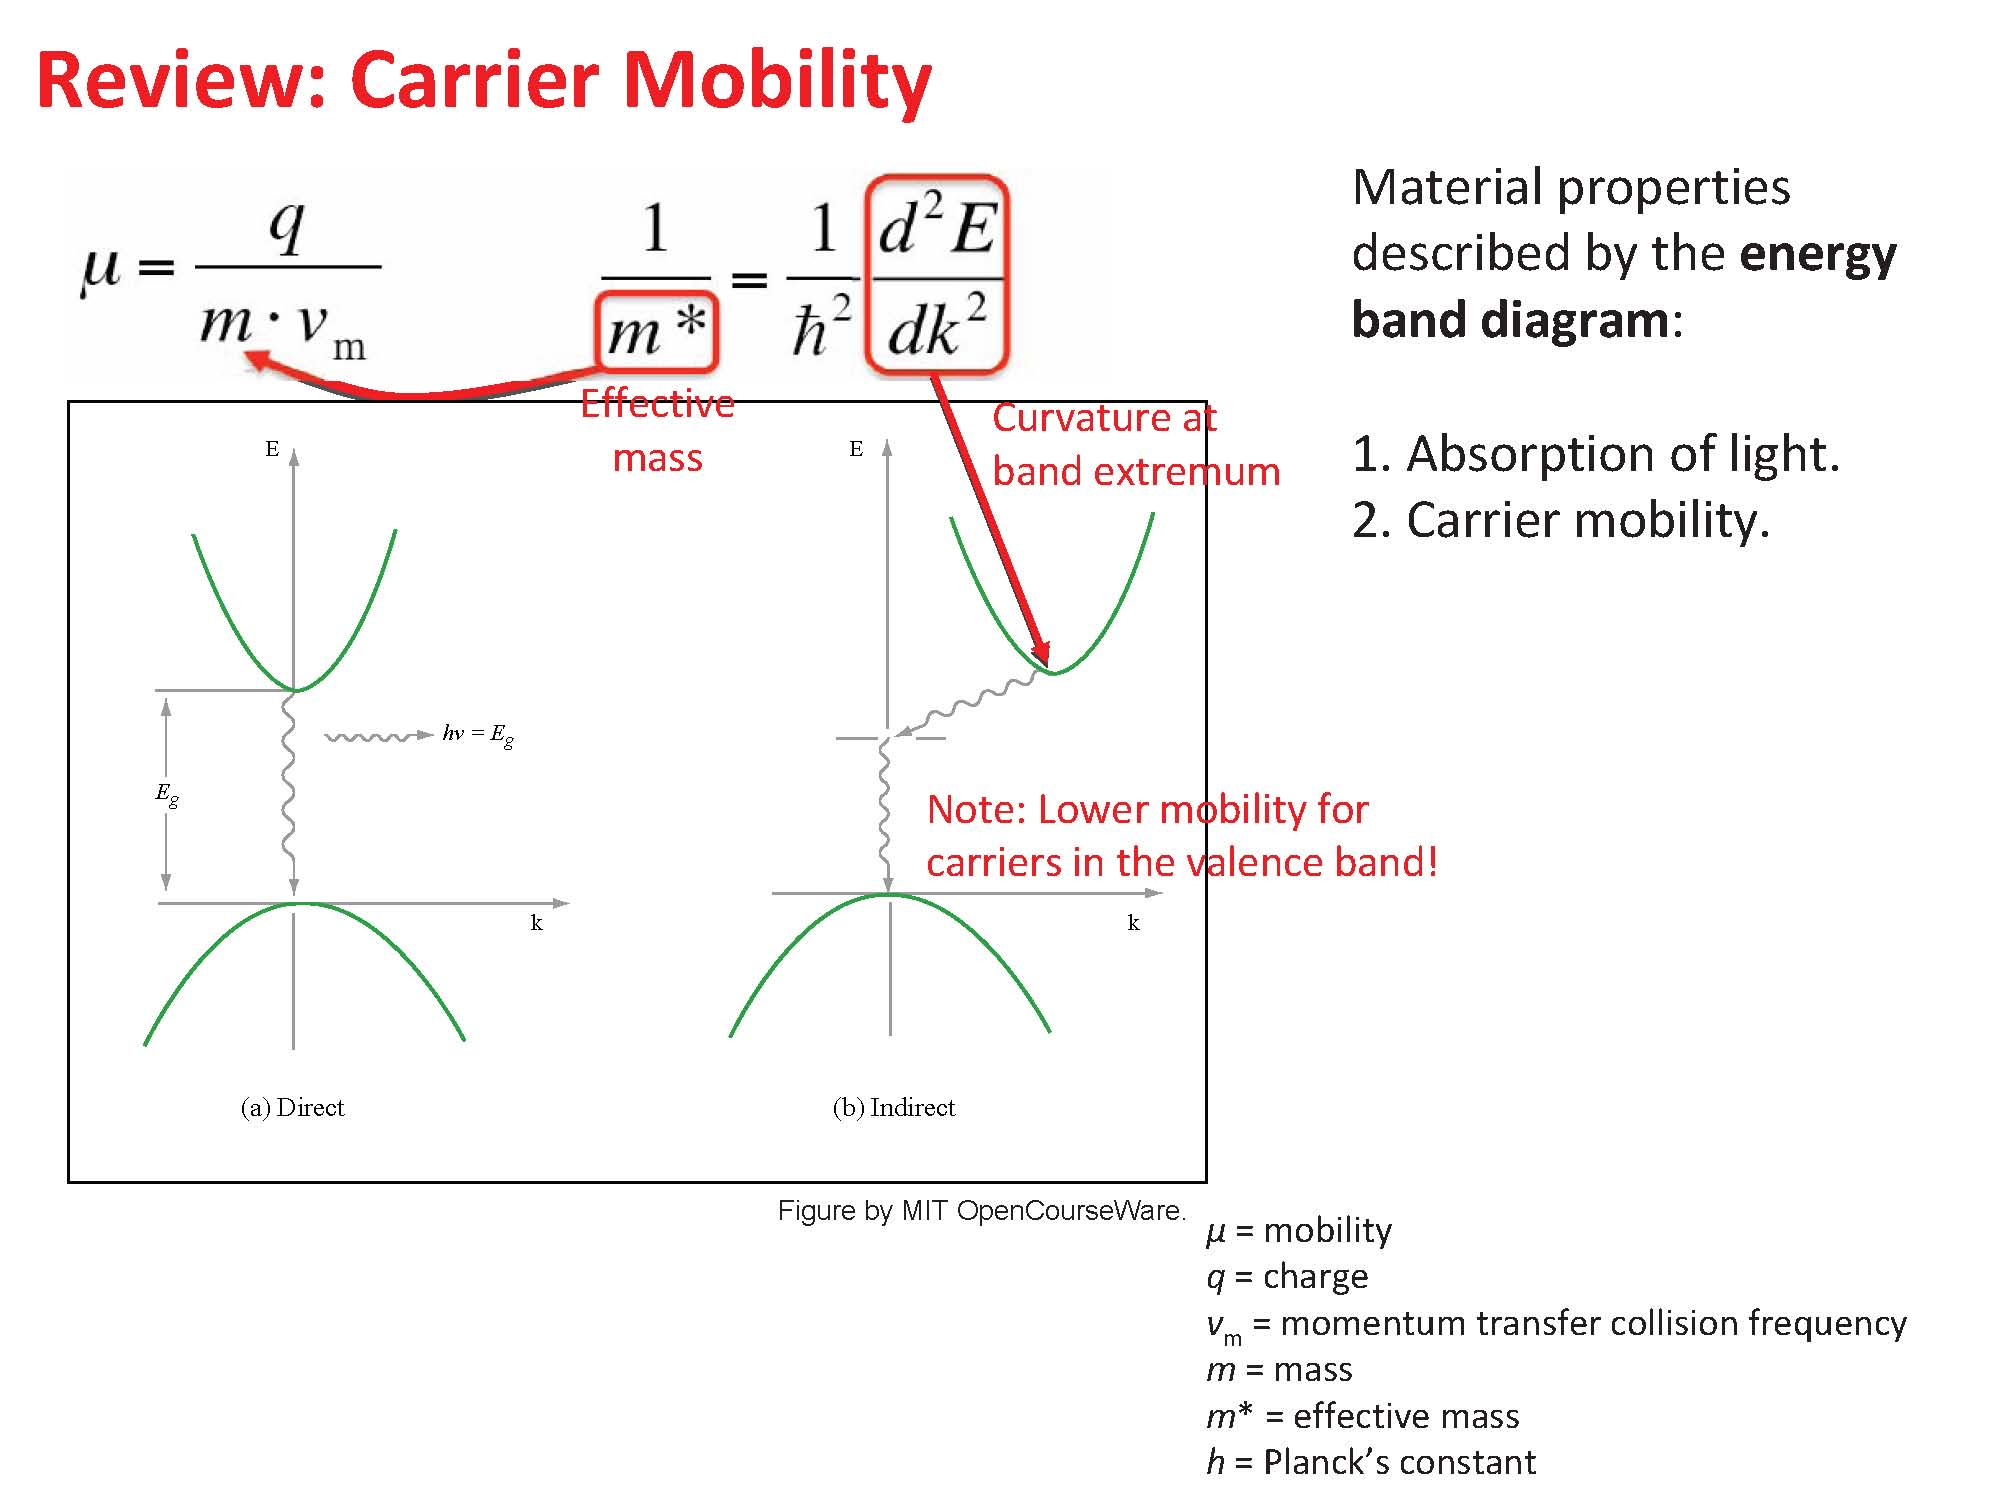 Review: Carrier Mobility
μ = q / (m · ν_m)
1 / m* = 1 / ħ² d²E / dk²
Effective
mass
Curvature at
band extremum
Material properties
described by the energy
band diagram:
1. Absorption of light.
2. Carrier mobility.
E
hν = E_g
E_g
k
(a) Direct
E
Note: Lower mobility for
carriers in the valence band!
k
(b) Indirect
Figure by MIT OpenCourseWare.
μ = mobility
q = charge
ν_m = momentum transfer collision frequency
m = mass
m* = effective mass
h = Planck’s constant